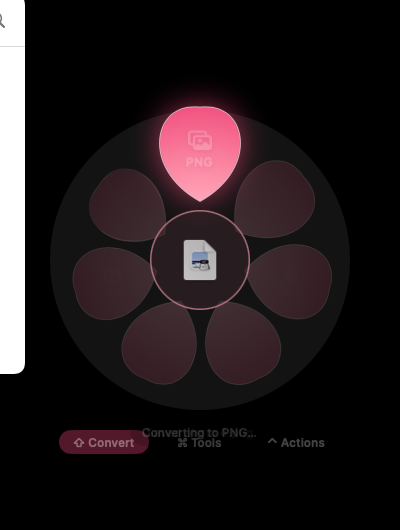 PNG
Converting to PNG...
⇧ Convert ⌘ Tools ⌃ Actions